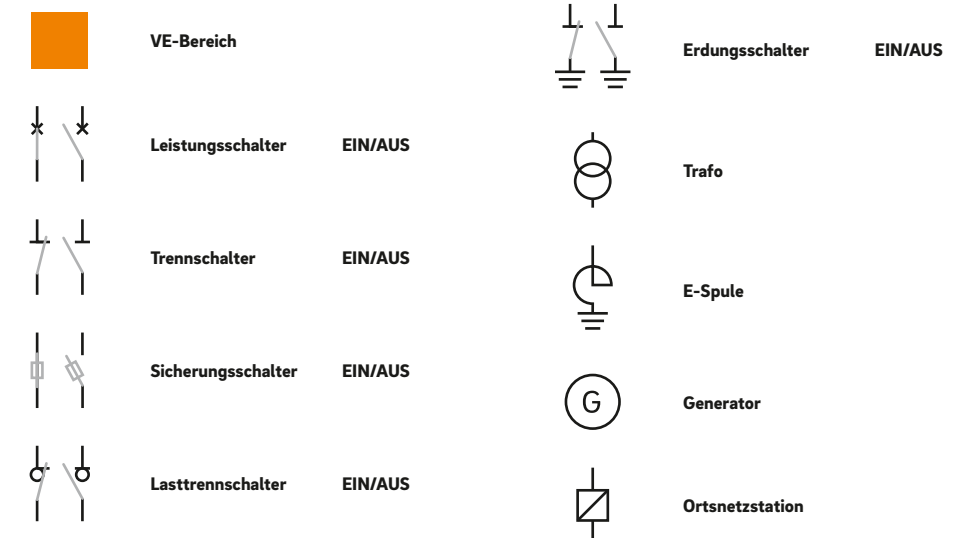 VE-Bereich
Leistungsschalter EIN/AUS
Trennschalter EIN/AUS
Sicherungsschalter EIN/AUS
Lasttrennschalter EIN/AUS
Erdungsschalter EIN/AUS
Trafo
E-Spule
G Generator
Ortsnetzstation